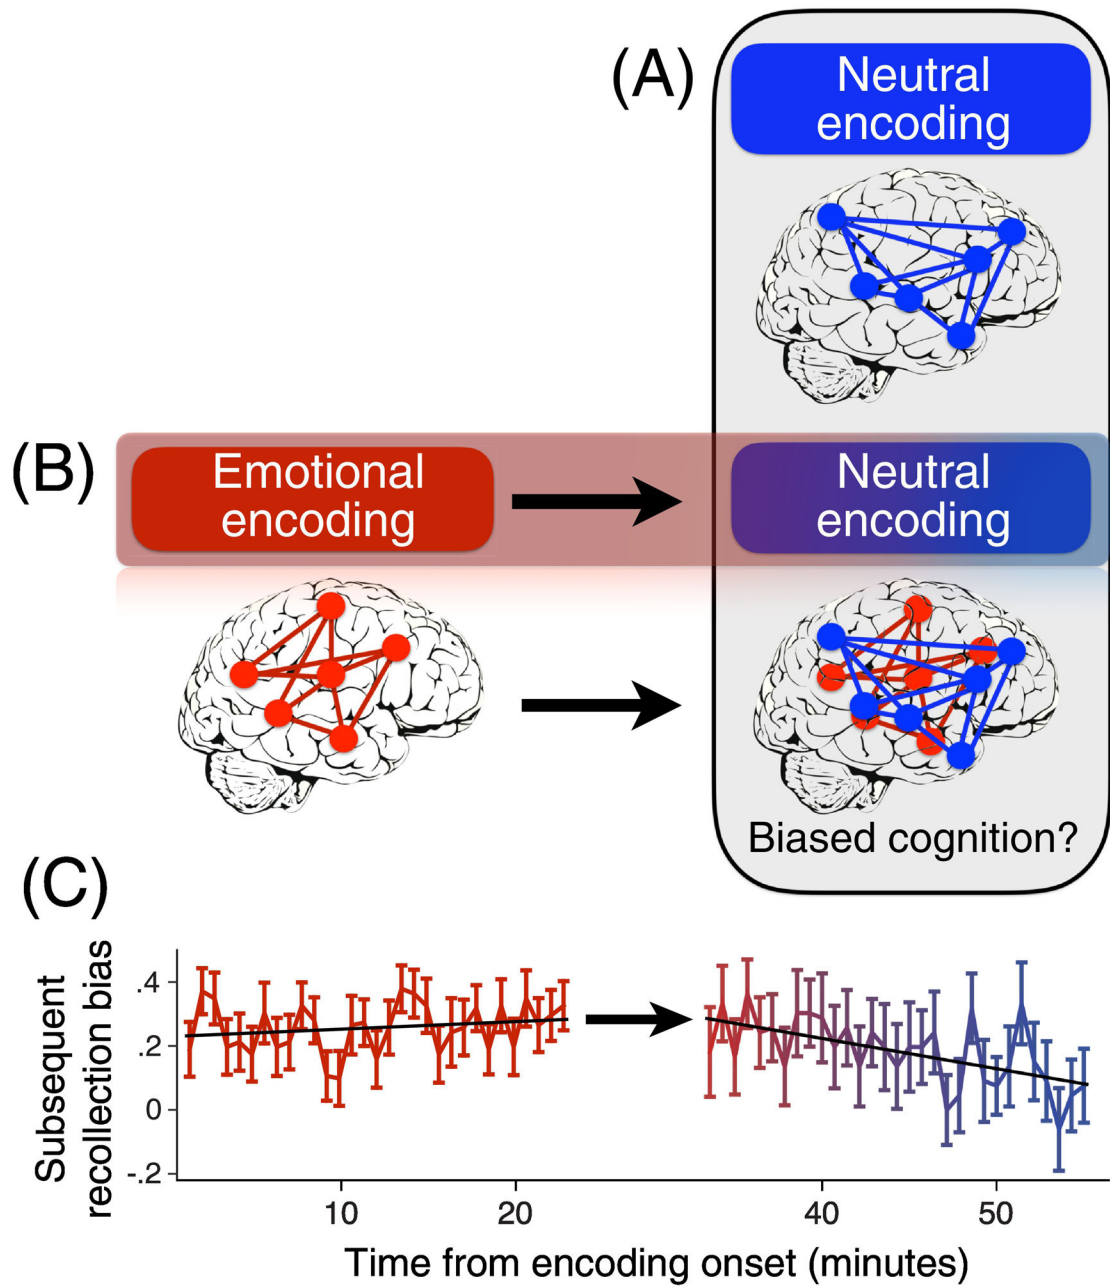 (A)
Neutral
encoding
(B)
Emotional
encoding
Neutral
encoding
Biased cognition?
(C)
Subsequent
recollection bias
.4
.2
0
-.2
10
20
40
50
Time from encoding onset (minutes)